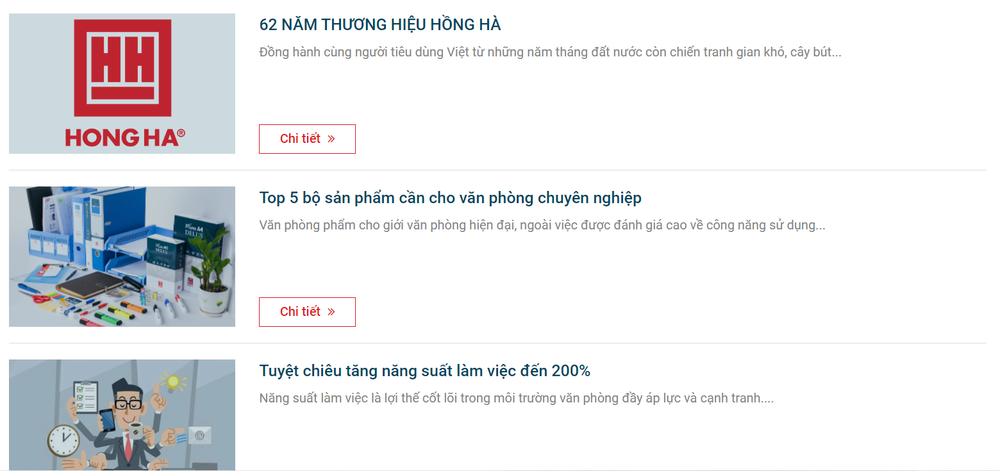 HH
HONG HA®
62 NĂM THƯƠNG HIỆU HỒNG HÀ
Đồng hành cùng người tiêu dùng Việt từ những năm tháng đất nước còn chiến tranh gian khó, cây bút...
Chi tiết »
Top 5 bộ sản phẩm cần cho văn phòng chuyên nghiệp
Văn phòng phẩm cho giới văn phòng hiện đại, ngoài việc được đánh giá cao về công năng sử dụng...
A4
DELUS
DELUS
Chi tiết »
Tuyệt chiêu tăng năng suất làm việc đến 200%
Năng suất làm việc là lợi thế cốt lõi trong môi trường văn phòng đầy áp lực và cạnh tranh....
@